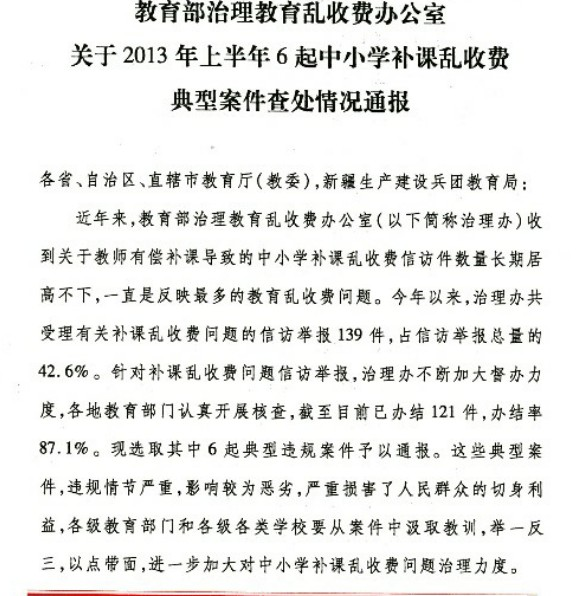 教育部治理教育乱收费办公室
关于2013年上半年6起中小学补课乱收费
典型案件查处情况通报
各省、自治区、直辖市教育厅(教委),新疆生产建设兵团教育局:
近年来,教育部治理教育乱收费办公室(以下简称治理办)收
到关于教师有偿补课导致的中小学补课乱收费信访件数量长期居
高不下,一直是反映最多的教育乱收费问题。今年以来,治理办共
受理有关补课乱收费问题的信访举报139件,占信访举报总量的
42.6%。针对补课乱收费问题信访举报,治理办不断加大督办力
度,各地教育部门认真开展核查,截至目前已办结121件,办结率
87.1%。现选取其中6起典型违规案件予以通报。这些典型案
件,违规情节严重,影响较为恶劣,严重损害了人民群众的切身利
益,各级教育部门和各级各类学校要从案件中汲取教训,举一反
三,以点带面,进一步加大对中小学补课乱收费问题治理力度。